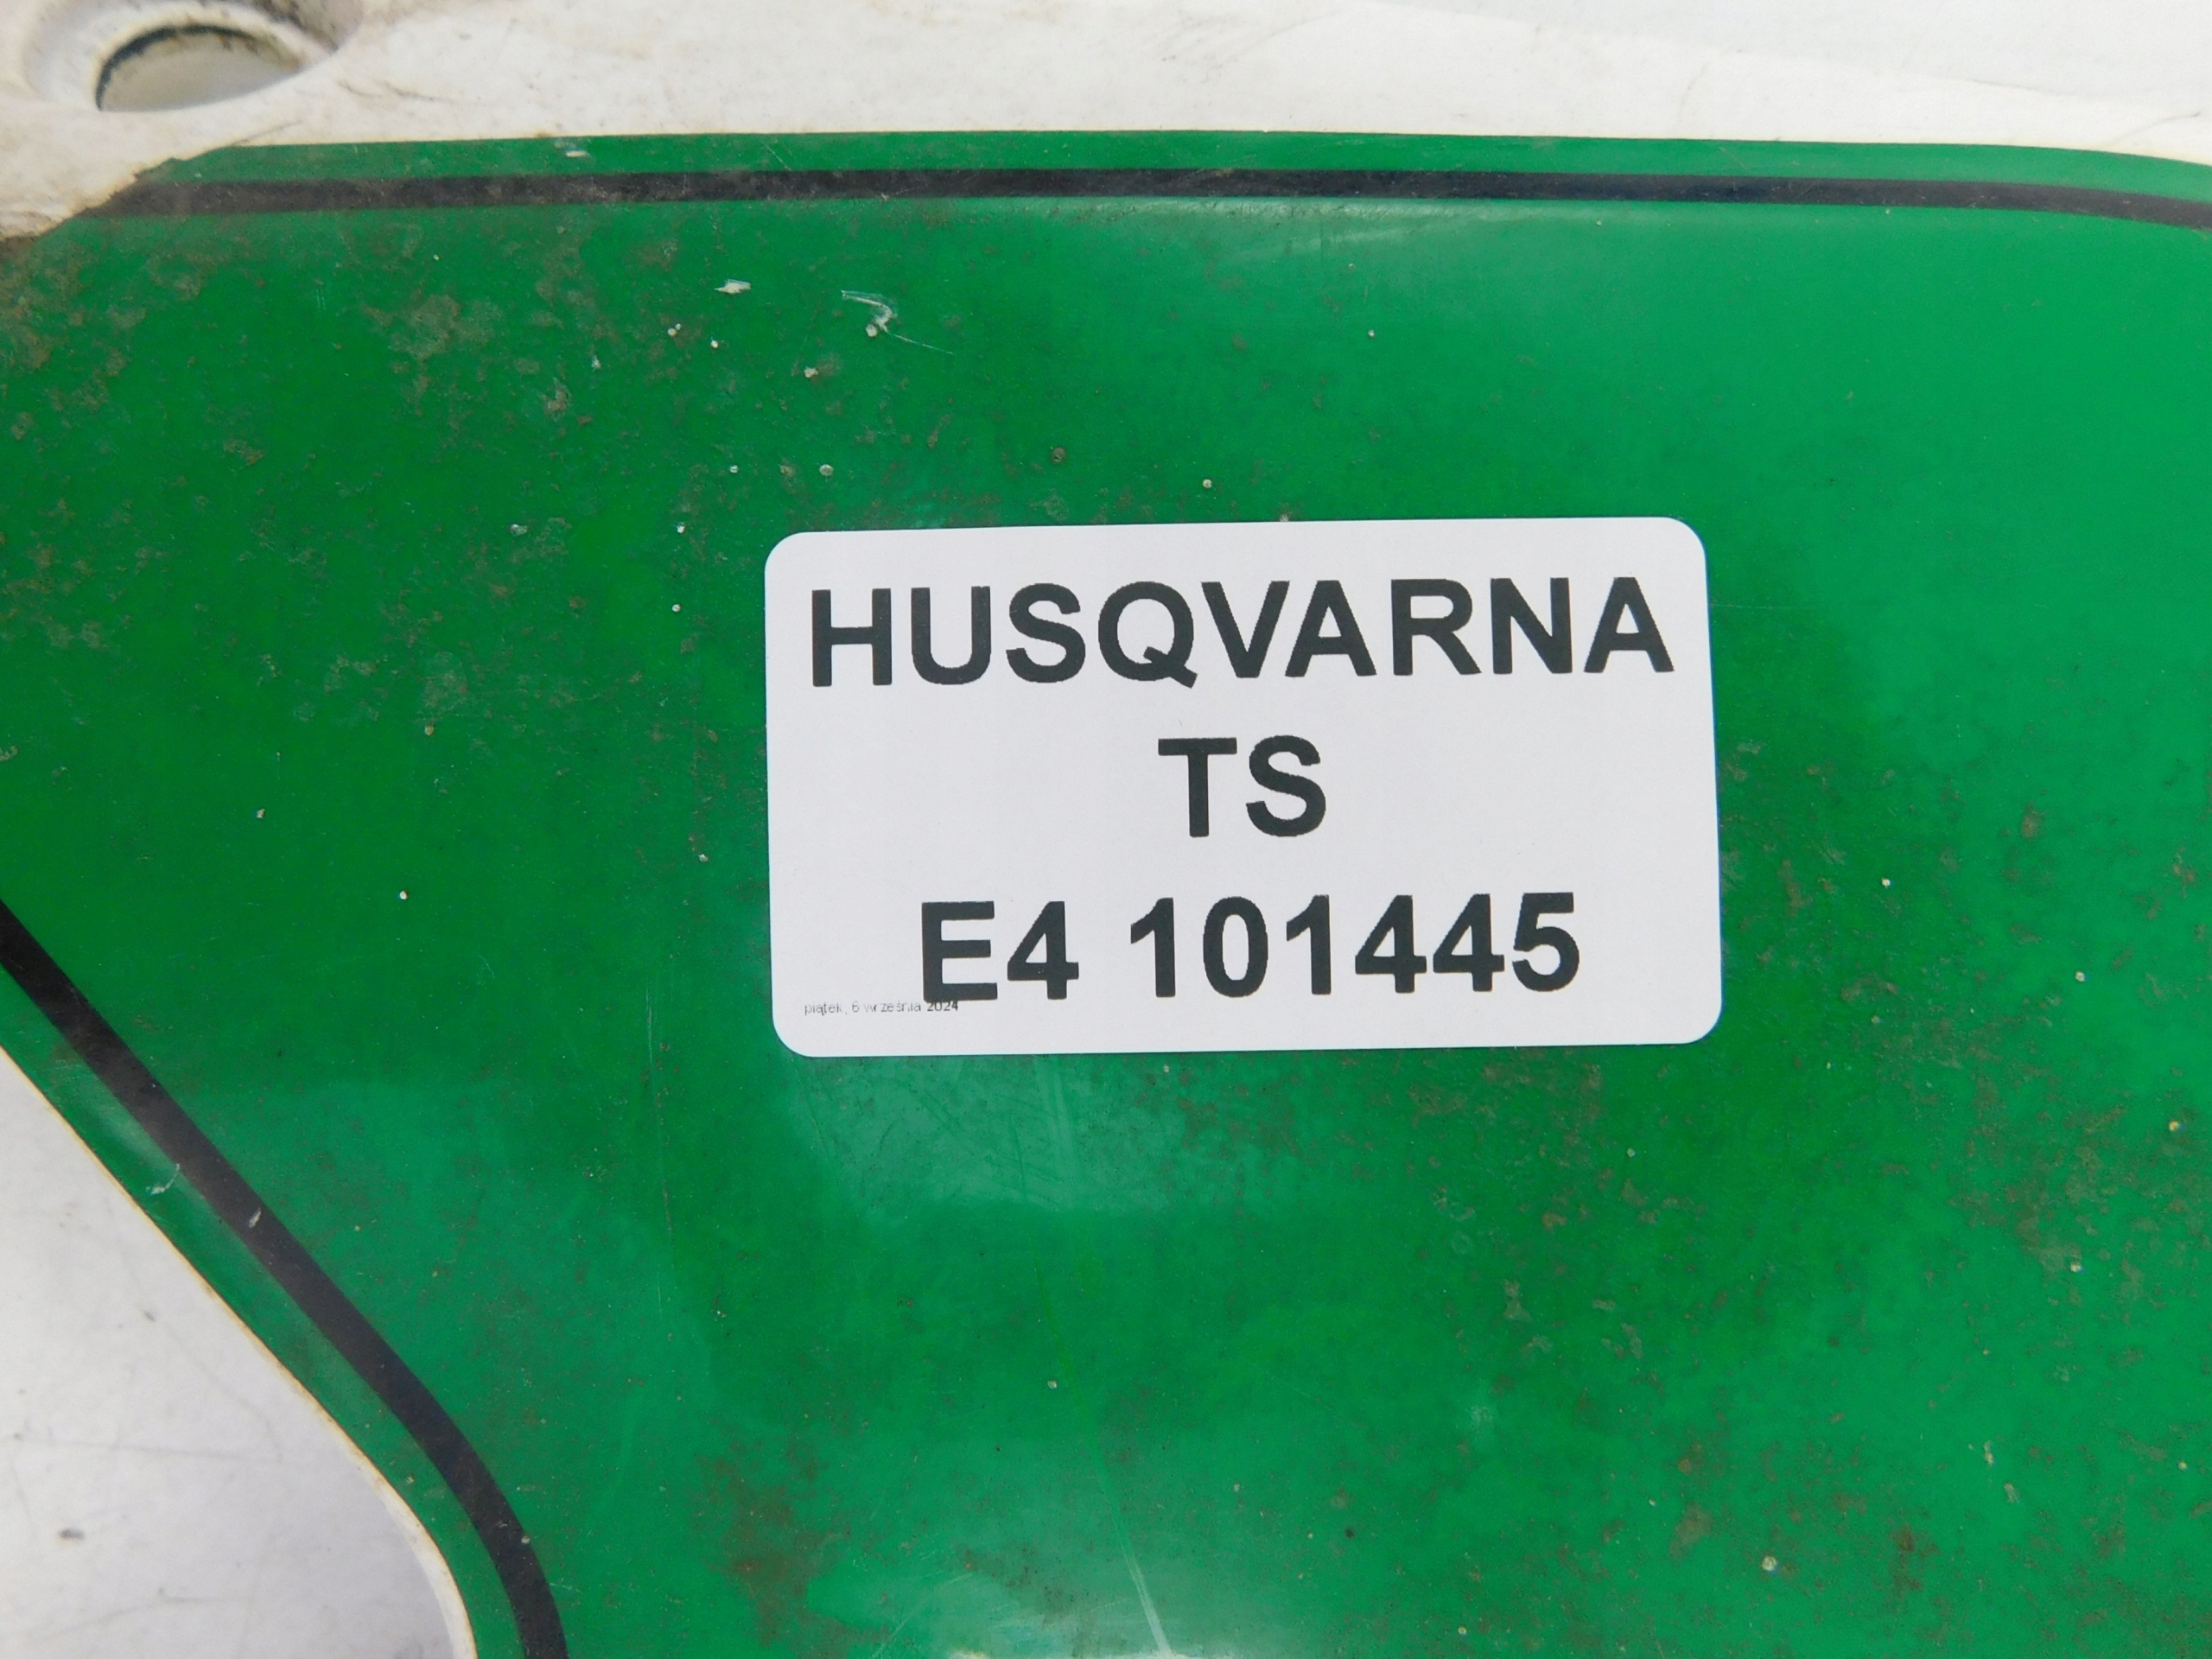 HUSQVARNA
TS
E4 101445
piątek, 6 września 2024